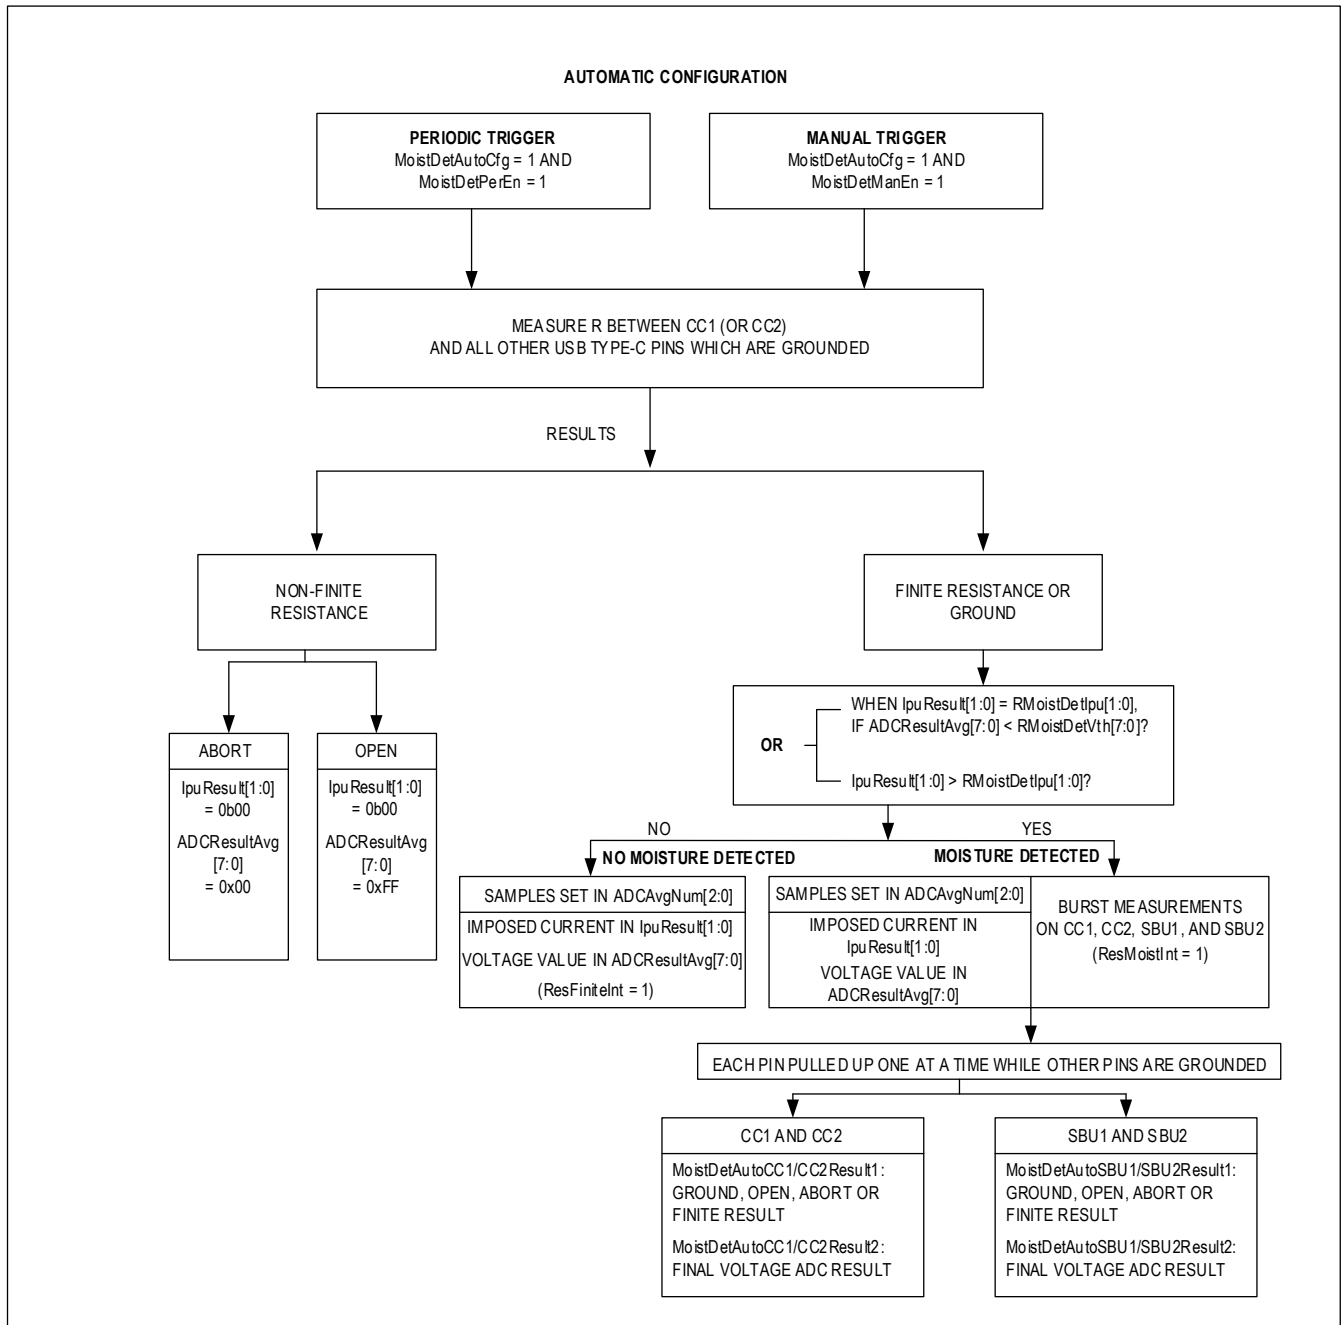 AUTOMATIC CONFIGURATION
PERIODIC TRIGGER
MoistDetAutoCfg = 1 AND
MoistDetPerEn = 1
MANUAL TRIGGER
MoistDetAutoCfg = 1 AND
MoistDetManEn = 1
MEASURE R BETWEEN CC1 (OR CC2)
AND ALL OTHER USB TYPE-C PINS WHICH ARE GROUNDED
RESULTS
NON-FINITE
RESISTANCE
FINITE RESISTANCE OR
GROUND
ABORT
IpuResult[1:0]
= 0b00
ADCResultAvg
[7:0]
= 0x00
OPEN
IpuResult[1:0]
= 0b00
ADCResultAvg
[7:0]
= 0xFF
OR
WHEN IpuResult[1:0] = RMoistDetIpu[1:0],
IF ADCResultAvg[7:0] < RMoistDetVth[7:0]?
IpuResult[1:0] > RMoistDetIpu[1:0]?
NO
YES
NO MOISTURE DETECTED
MOISTURE DETECTED
SAMPLES SET IN ADCAvgNum[2:0]
IMPOSED CURRENT IN IpuResult[1:0]
VOLTAGE VALUE IN ADCResultAvg[7:0]
(ResFiniteInt = 1)
SAMPLES SET IN ADCAvgNum[2:0]
IMPOSED CURRENT IN
IpuResult[1:0]
VOLTAGE VALUE IN
ADCResultAvg[7:0]
BURST MEASUREMENTS
ON CC1, CC2, SBU1, AND SBU2
(ResMoistInt = 1)
EACH PIN PULLED UP ONE AT A TIME WHILE OTHER PINS ARE GROUNDED
CC1 AND CC2
MoistDetAutoCC1/CC2Result1:
GROUND, OPEN, ABORT OR
FINITE RESULT
MoistDetAutoCC1/CC2Result2:
FINAL VOLTAGE ADC RESULT
SBU1 AND SBU2
MoistDetAutoSBU1/SBU2Result1:
GROUND, OPEN, ABORT OR
FINITE RESULT
MoistDetAutoSBU1/SBU2Result2:
FINAL VOLTAGE ADC RESULT